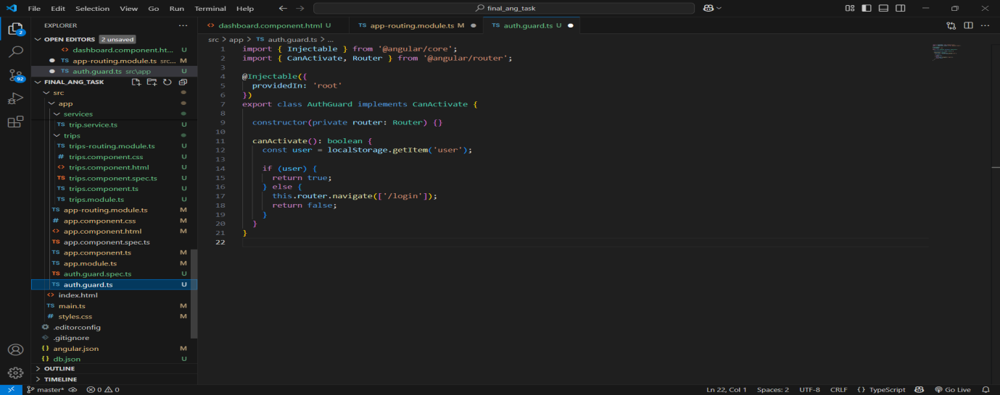 File Edit Selection View Go Run Terminal Help
final_ang_task
EXPLORER
OPEN EDITORS 2 unsaved
dashboard.component.ht... U
app-routing.module.ts src... M
auth.guard.ts src\app U
FINAL_ANG_TASK
src
app
services
trip.service.ts U
trips
trips-routing.module.ts U
trips.component.css U
trips.component.html U
trips.component.spec.ts U
trips.component.ts U
trips.module.ts U
app-routing.module.ts M
app.component.css M
app.component.html M
app.component.spec.ts
app.component.ts M
app.module.ts M
auth.guard.spec.ts U
auth.guard.ts U
index.html
main.ts M
styles.css M
.editorconfig
.gitignore
angular.json M
db.json U
OUTLINE
TIMELINE
2
92
dashboard.component.html U
app-routing.module.ts M
auth.guard.ts U
src > app > TS auth.guard.ts > ...
1 import { Injectable } from '@angular/core';
2 import { CanActivate, Router } from '@angular/router';
3
4 @Injectable({
5 providedIn: 'root'
6 })
7 export class AuthGuard implements CanActivate {
8
9 constructor(private router: Router) {}
10
11 canActivate(): boolean {
12 const user = localStorage.getItem('user');
13
14 if (user) {
15 return true;
16 } else {
17 this.router.navigate(['/login']);
18 return false;
19 }
20 }
21 }
22
master* 0 0 Ln 22, Col 1 Spaces: 2 UTF-8 CRLF {} TypeScript Go Live